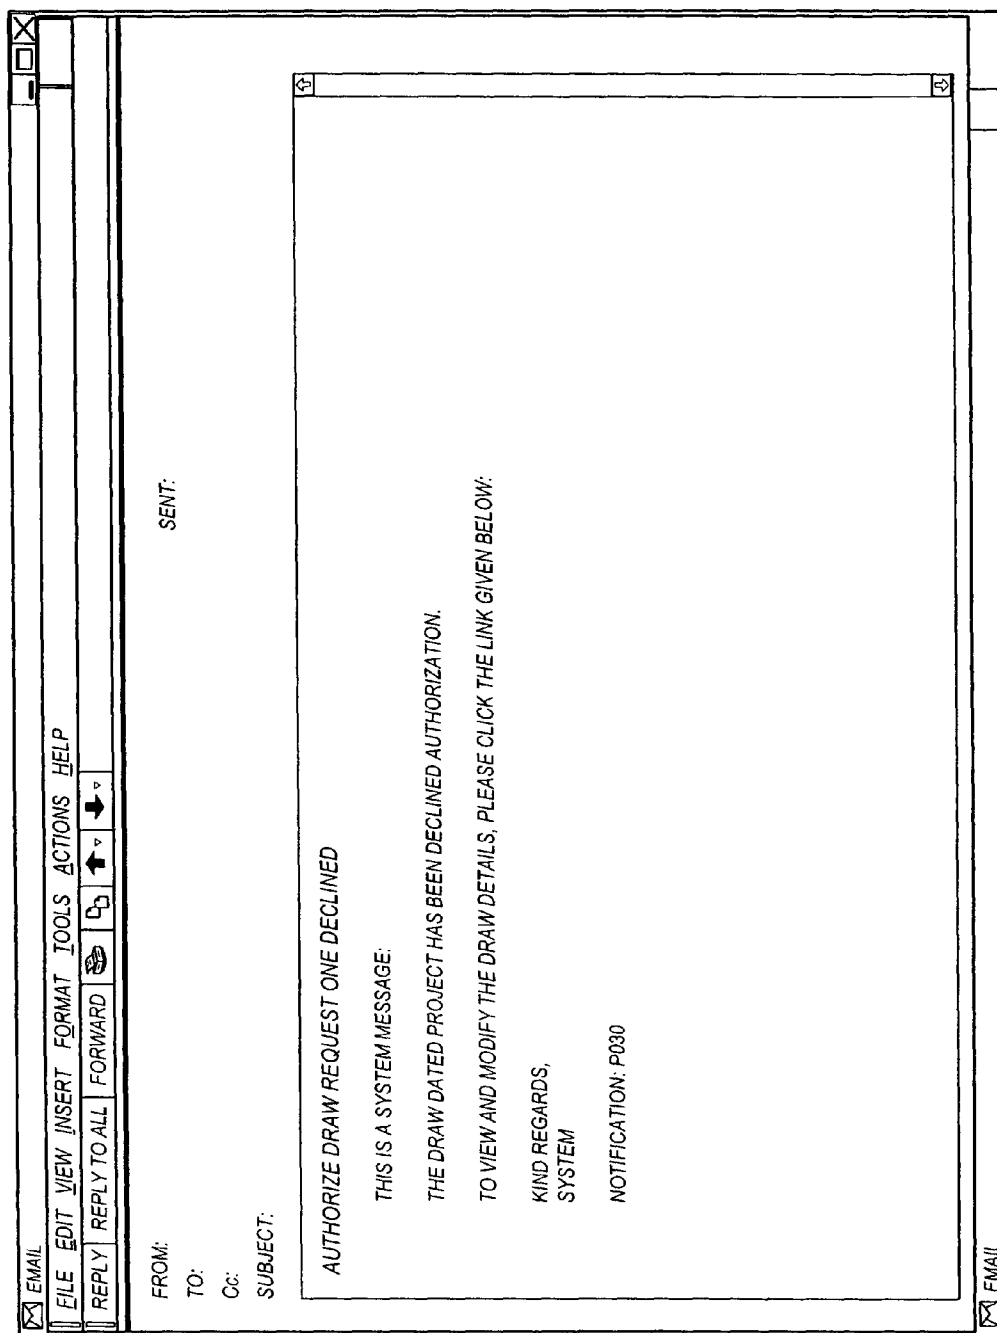 EMAIL
FILE EDIT VIEW INSERT FORMAT TOOLS ACTIONS HELP
REPLY REPLY TO ALL FORWARD
FROM: SENT:
TO:
Cc:
SUBJECT:
AUTHORIZE DRAW REQUEST ONE DECLINED
THIS IS A SYSTEM MESSAGE:
THE DRAW DATED PROJECT HAS BEEN DECLINED AUTHORIZATION.
TO VIEW AND MODIFY THE DRAW DETAILS, PLEASE CLICK THE LINK GIVEN BELOW:
KIND REGARDS,
SYSTEM
NOTIFICATION: P030
EMAIL